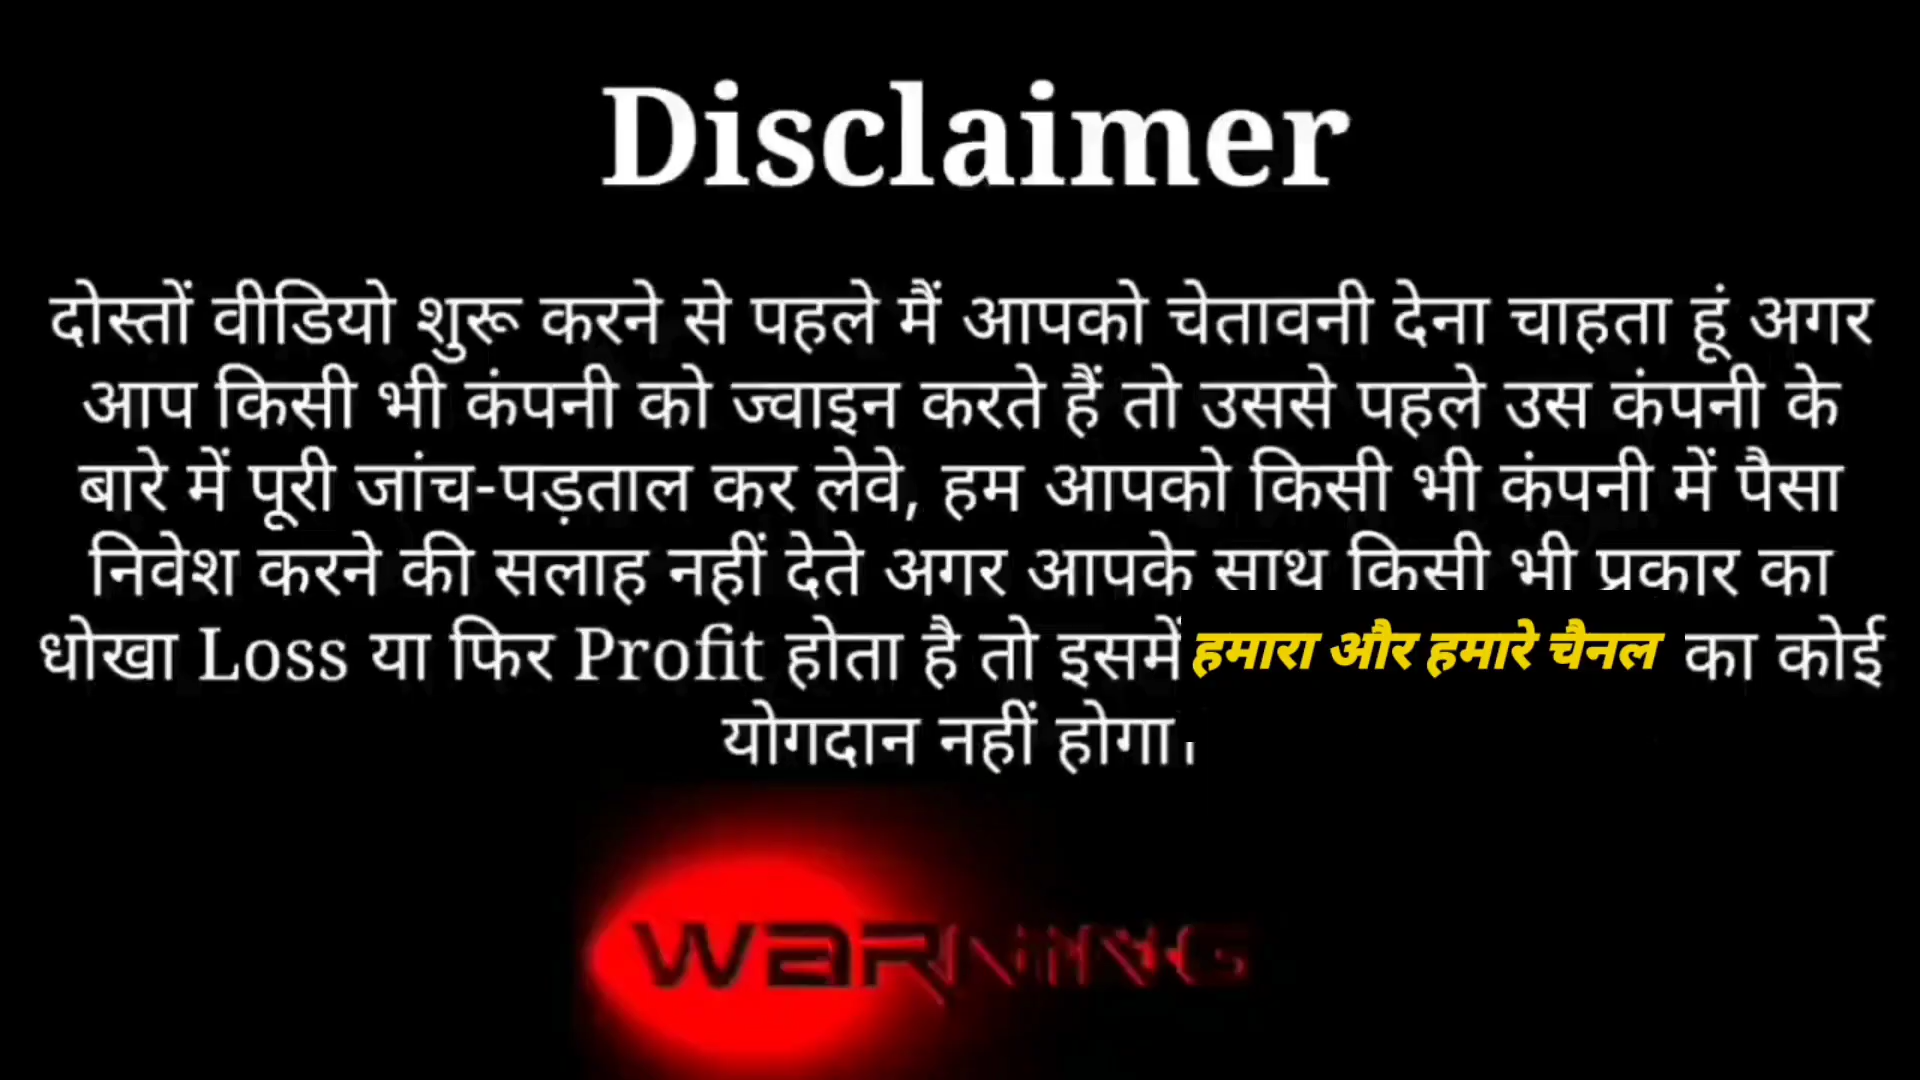 Disclaimer
दोस्तों वीडियो शुरू करने से पहले मैं आपको चेतावनी देना चाहता हूं अगर
आप किसी भी कंपनी को ज्वाइन करते हैं तो उससे पहले उस कंपनी के
बारे में पूरी जांच-पड़ताल कर लेवे, हम आपको किसी भी कंपनी में पैसा
निवेश करने की सलाह नहीं देते अगर आपके साथ किसी भी प्रकार का
धोखा Loss या फिर Profit होता है तो इसमें हमारा और हमारे चैनल का कोई
योगदान नहीं होगा।
WARNING